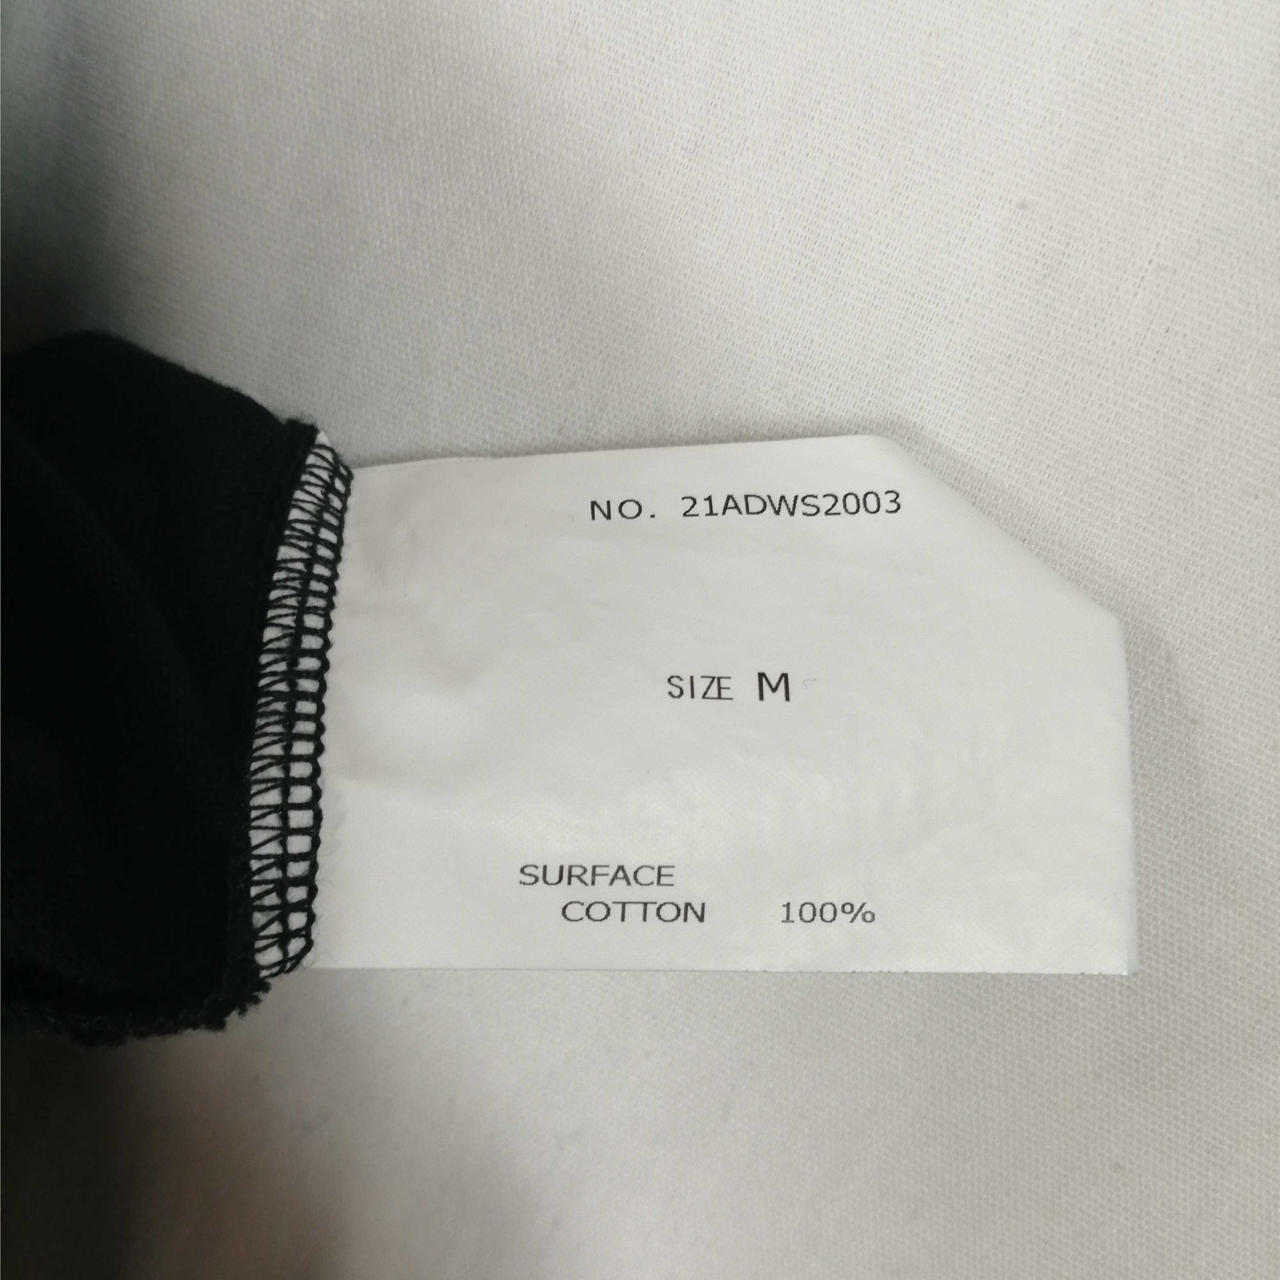 NO. 21ADWS2003
SIZE M
SURFACE
COTTON 100%